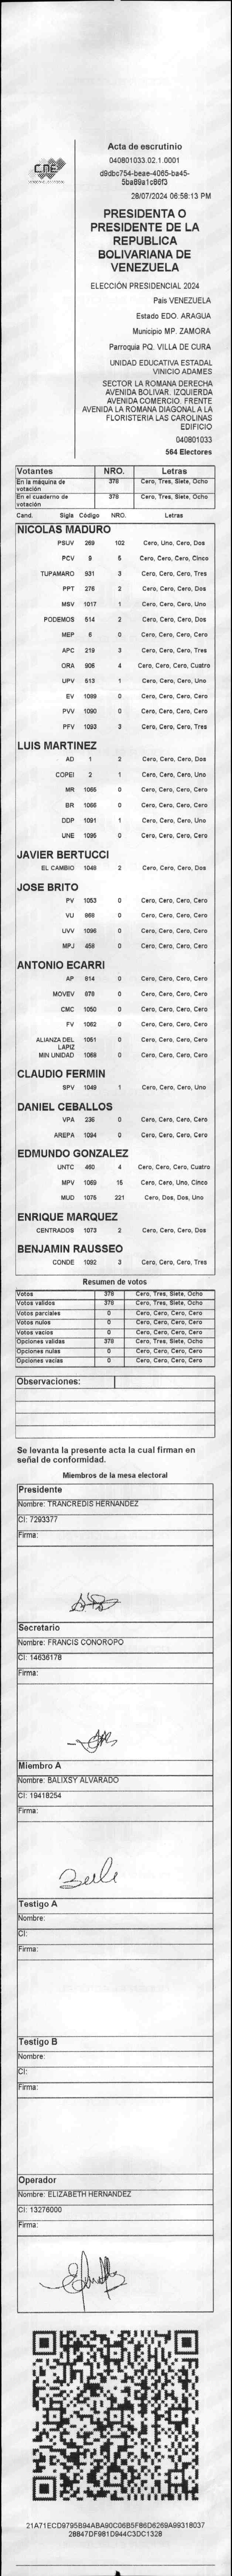 CNE
Acta de escrutinio
040801033.02.1.0001
d9dbc754-beae-4065-ba45-
5ba89a1c86f3
28/07/2024 06:58:13 PM
PRESIDENTA O
PRESIDENTE DE LA
REPUBLICA
BOLIVARIANA DE
VENEZUELA
ELECCIÓN PRESIDENCIAL 2024
País VENEZUELA
Estado EDO. ARAGUA
Municipio MP. ZAMORA
Parroquia PQ. VILLA DE CURA
UNIDAD EDUCATIVA ESTADAL
VINICIO ADAMES
SECTOR LA ROMANA DERECHA
AVENIDA BOLIVAR. IZQUIERDA
AVENIDA COMERCIO. FRENTE
AVENIDA LA ROMANA DIAGONAL A LA
FLORISTERIA LAS CAROLINAS
EDIFICIO
040801033
564 Electores
Votantes NRO. Letras
En la máquina de votación 378 Cero, Tres, Siete, Ocho
En el cuaderno de votación 378 Cero, Tres, Siete, Ocho
Cand. Sigla Código NRO. Letras
NICOLAS MADURO
PSUV 269 102 Cero, Uno, Cero, Dos
PCV 9 5 Cero, Cero, Cero, Cinco
TUPAMARO 931 3 Cero, Cero, Cero, Tres
PPT 276 2 Cero, Cero, Cero, Dos
MSV 1017 1 Cero, Cero, Cero, Uno
PODEMOS 514 2 Cero, Cero, Cero, Dos
MEP 6 0 Cero, Cero, Cero, Cero
APC 219 3 Cero, Cero, Cero, Tres
ORA 906 4 Cero, Cero, Cero, Cuatro
UPV 513 1 Cero, Cero, Cero, Uno
EV 1099 0 Cero, Cero, Cero, Cero
PVV 1090 0 Cero, Cero, Cero, Cero
PFV 1093 3 Cero, Cero, Cero, Tres
LUIS MARTINEZ
AD 1 2 Cero, Cero, Cero, Dos
COPEI 2 1 Cero, Cero, Cero, Uno
MR 1065 0 Cero, Cero, Cero, Cero
BR 1066 0 Cero, Cero, Cero, Cero
DDP 1091 1 Cero, Cero, Cero, Uno
UNE 1095 0 Cero, Cero, Cero, Cero
JAVIER BERTUCCI
EL CAMBIO 1048 2 Cero, Cero, Cero, Dos
JOSE BRITO
PV 1053 0 Cero, Cero, Cero, Cero
VU 969 0 Cero, Cero, Cero, Cero
UVV 1096 0 Cero, Cero, Cero, Cero
MPJ 458 0 Cero, Cero, Cero, Cero
ANTONIO ECARRI
AP 614 0 Cero, Cero, Cero, Cero
MOVEV 878 0 Cero, Cero, Cero, Cero
CMC 1050 0 Cero, Cero, Cero, Cero
FV 1062 0 Cero, Cero, Cero, Cero
ALIANZA DEL LAPIZ 1051 0 Cero, Cero, Cero, Cero
MIN UNIDAD 1068 0 Cero, Cero, Cero, Cero
CLAUDIO FERMIN
SPV 1049 1 Cero, Cero, Cero, Uno
DANIEL CEBALLOS
VPA 236 0 Cero, Cero, Cero, Cero
AREPA 1094 0 Cero, Cero, Cero, Cero
EDMUNDO GONZALEZ
UNTC 460 4 Cero, Cero, Cero, Cuatro
MPV 1069 15 Cero, Cero, Uno, Cinco
MUD 1076 221 Cero, Dos, Dos, Uno
ENRIQUE MARQUEZ
CENTRADOS 1073 2 Cero, Cero, Cero, Dos
BENJAMIN RAUSSEO
CONDE 1092 3 Cero, Cero, Cero, Tres
Resumen de votos
Votos 378 Cero, Tres, Siete, Ocho
Votos validos 378 Cero, Tres, Siete, Ocho
Votos parciales 0 Cero, Cero, Cero, Cero
Votos nulos 0 Cero, Cero, Cero, Cero
Votos vacios 0 Cero, Cero, Cero, Cero
Opciones validas 378 Cero, Tres, Siete, Ocho
Opciones nulas 0 Cero, Cero, Cero, Cero
Opciones vacias 0 Cero, Cero, Cero, Cero
Observaciones:
Se levanta la presente acta la cual firman en
señal de conformidad.
Miembros de la mesa electoral
Presidente
Nombre: TRANCREDIS HERNANDEZ
CI: 7293377
Firma:
Secretario
Nombre: FRANCIS CONOROPO
CI: 14636178
Firma:
Miembro A
Nombre: BALIXSY ALVARADO
CI: 19418254
Firma:
Testigo A
Nombre:
CI:
Firma:
Testigo B
Nombre:
CI:
Firma:
Operador
Nombre: ELIZABETH HERNANDEZ
CI: 13276000
Firma:
21A71ECD9795B94ABA90C06B5F86D6269A99318037
28847DF981D944C3DC1328